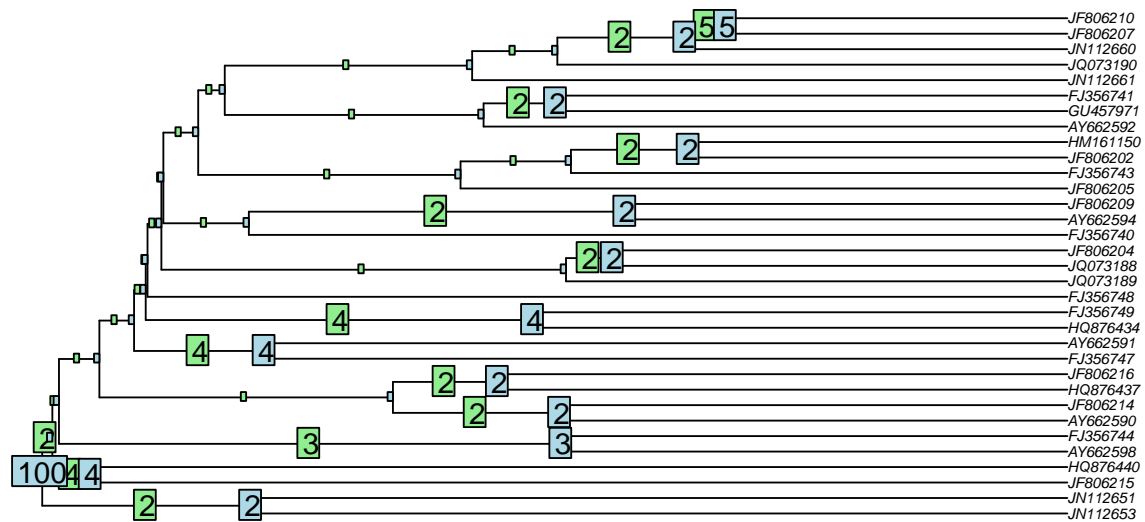 5 5 JF806210
2 2 JF806207
JN112660
JQ073190
JN112661
2 2 FJ356741
GU457971
AY662592
2 2 HM161150
JF806202
FJ356743
JF806205
2 2 JF806209
AY662594
FJ356740
2 2 JF806204
JQ073188
JQ073189
FJ356748
4 4 FJ356749
HQ876434
4 4 AY662591
FJ356747
2 2 JF806216
HQ876437
2 2 JF806214
AY662590
2 3 3 FJ356744
AY662598
100 4 4 HQ876440
JF806215
2 2 JN112651
JN112653